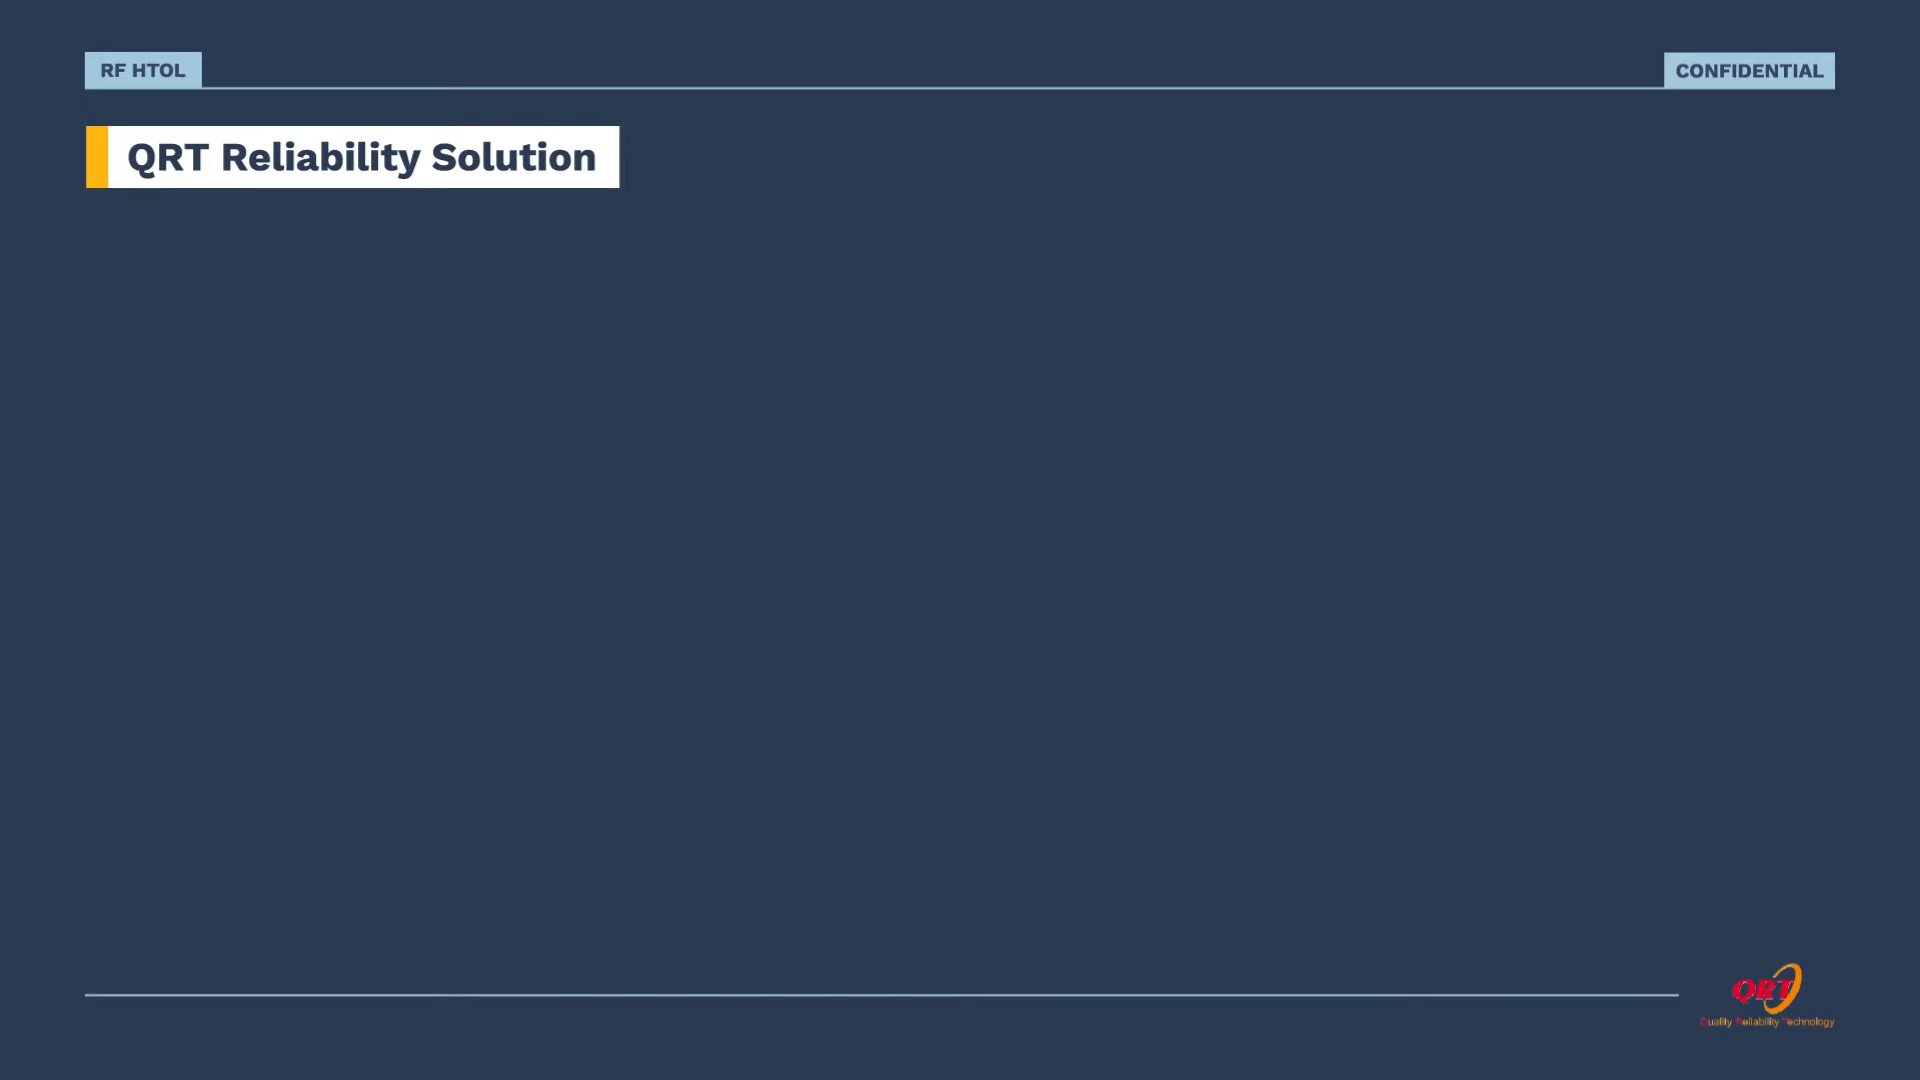 RF HTOL
CONFIDENTIAL
QRT Reliability Solution
QRT
Quality Reliability Technology